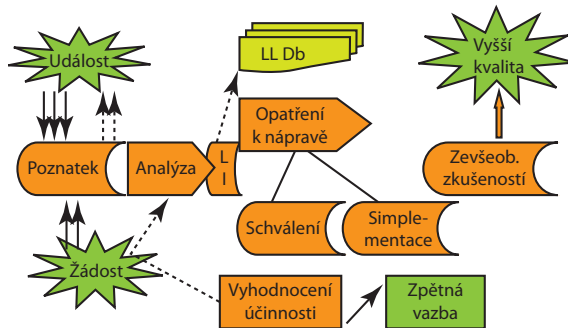 Událost
LL Db
Vyšší
kvalita
Opatření
k nápravě
Poznatek
Analýza
L
I
Zevšeob.
zkušeností
Schválení
Simple-
mentace
Žádost
Vyhodnocení
účinnosti
Zpětná
vazba